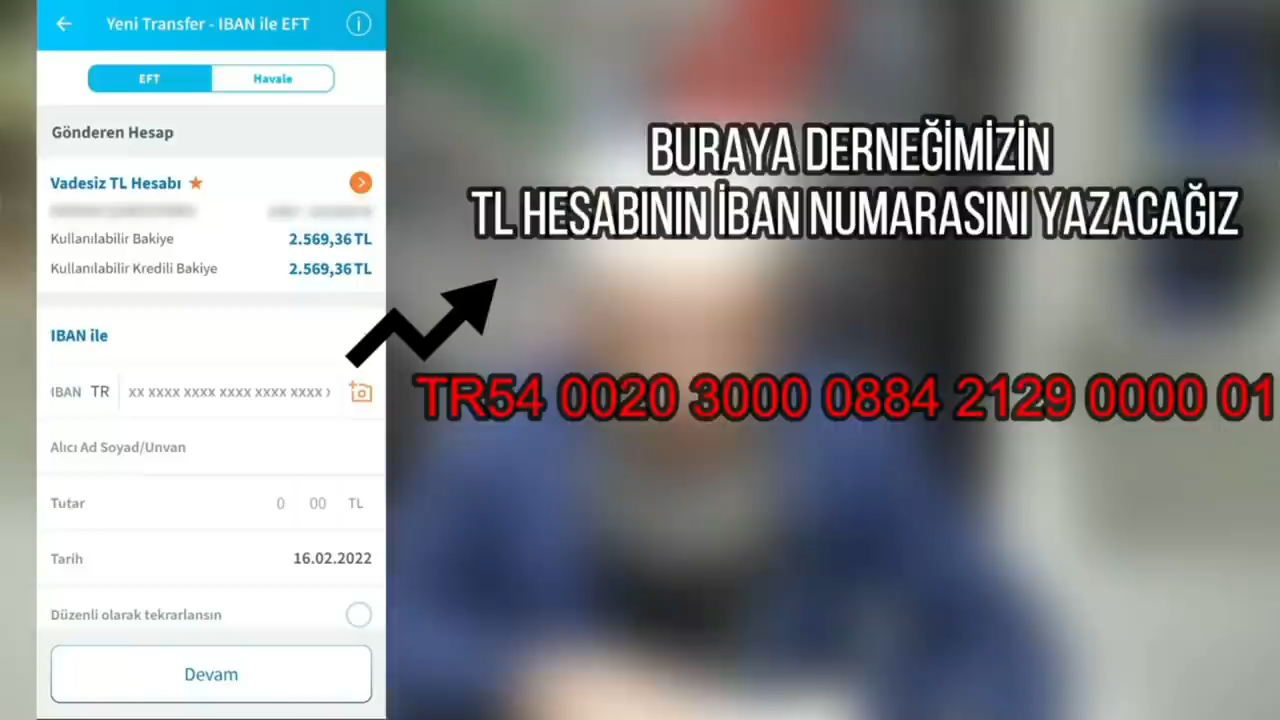 Yeni Transfer - IBAN ile EFT
EFT
Havale
Gönderen Hesap
Vadesiz TL Hesabı
Kullanılabilir Bakiye 2.569,36 TL
Kullanılabilir Kredili Bakiye 2.569,36 TL
IBAN ile
IBAN TR xx xxxx xxxx xxxx xxxx xxxx x
Alıcı Ad Soyad/Unvan
Tutar 0 00 TL
Tarih 16.02.2022
Düzenli olarak tekrarlansın
Devam
BURAYA DERNEĞİMİZİN
TL HESABININ İBAN NUMARASINI YAZACAĞIZ
TR54 0020 3000 0884 2129 0000 01